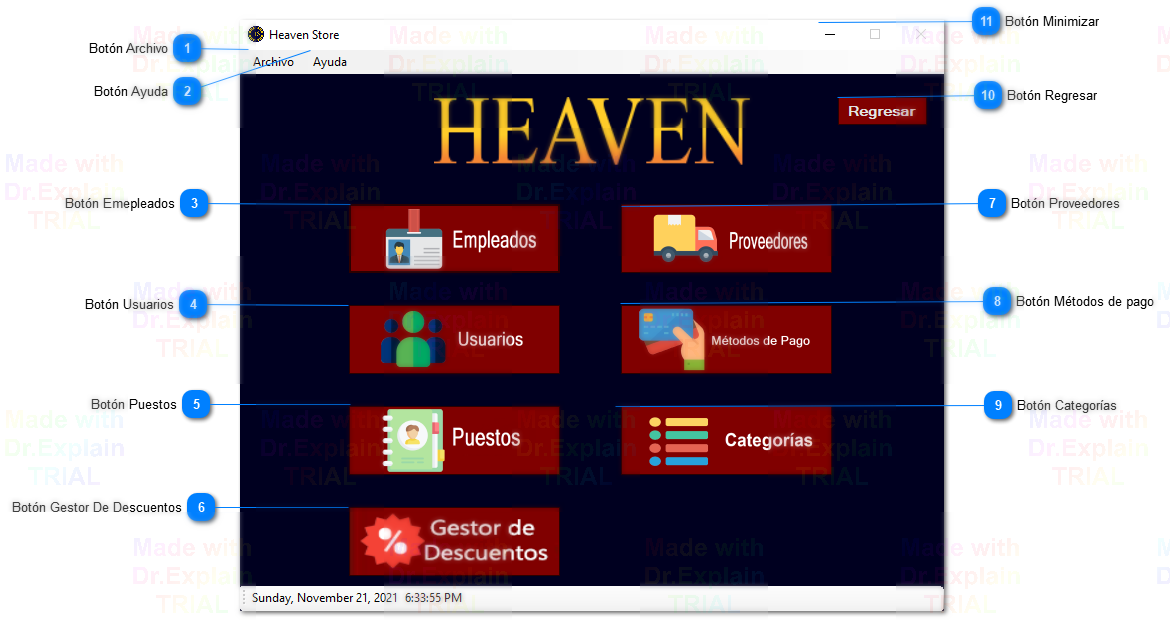 11 Botón Minimizar
Heaven Store
Botón Archivo 1
Archivo Ayuda
Botón Ayuda 2
10 Botón Regresar
Regresar
HEAVEN
Botón Emepleados 3
7 Botón Proveedores
Empleados
Proveedores
Botón Usuarios 4
8 Botón Métodos de pago
Usuarios
Métodos de Pago
Botón Puestos 5
9 Botón Categorías
Puestos
Categorías
Botón Gestor De Descuentos 6
Gestor de
Descuentos
Sunday, November 21, 2021 6:33:55 PM
Made with
Dr.Explain
TRIAL